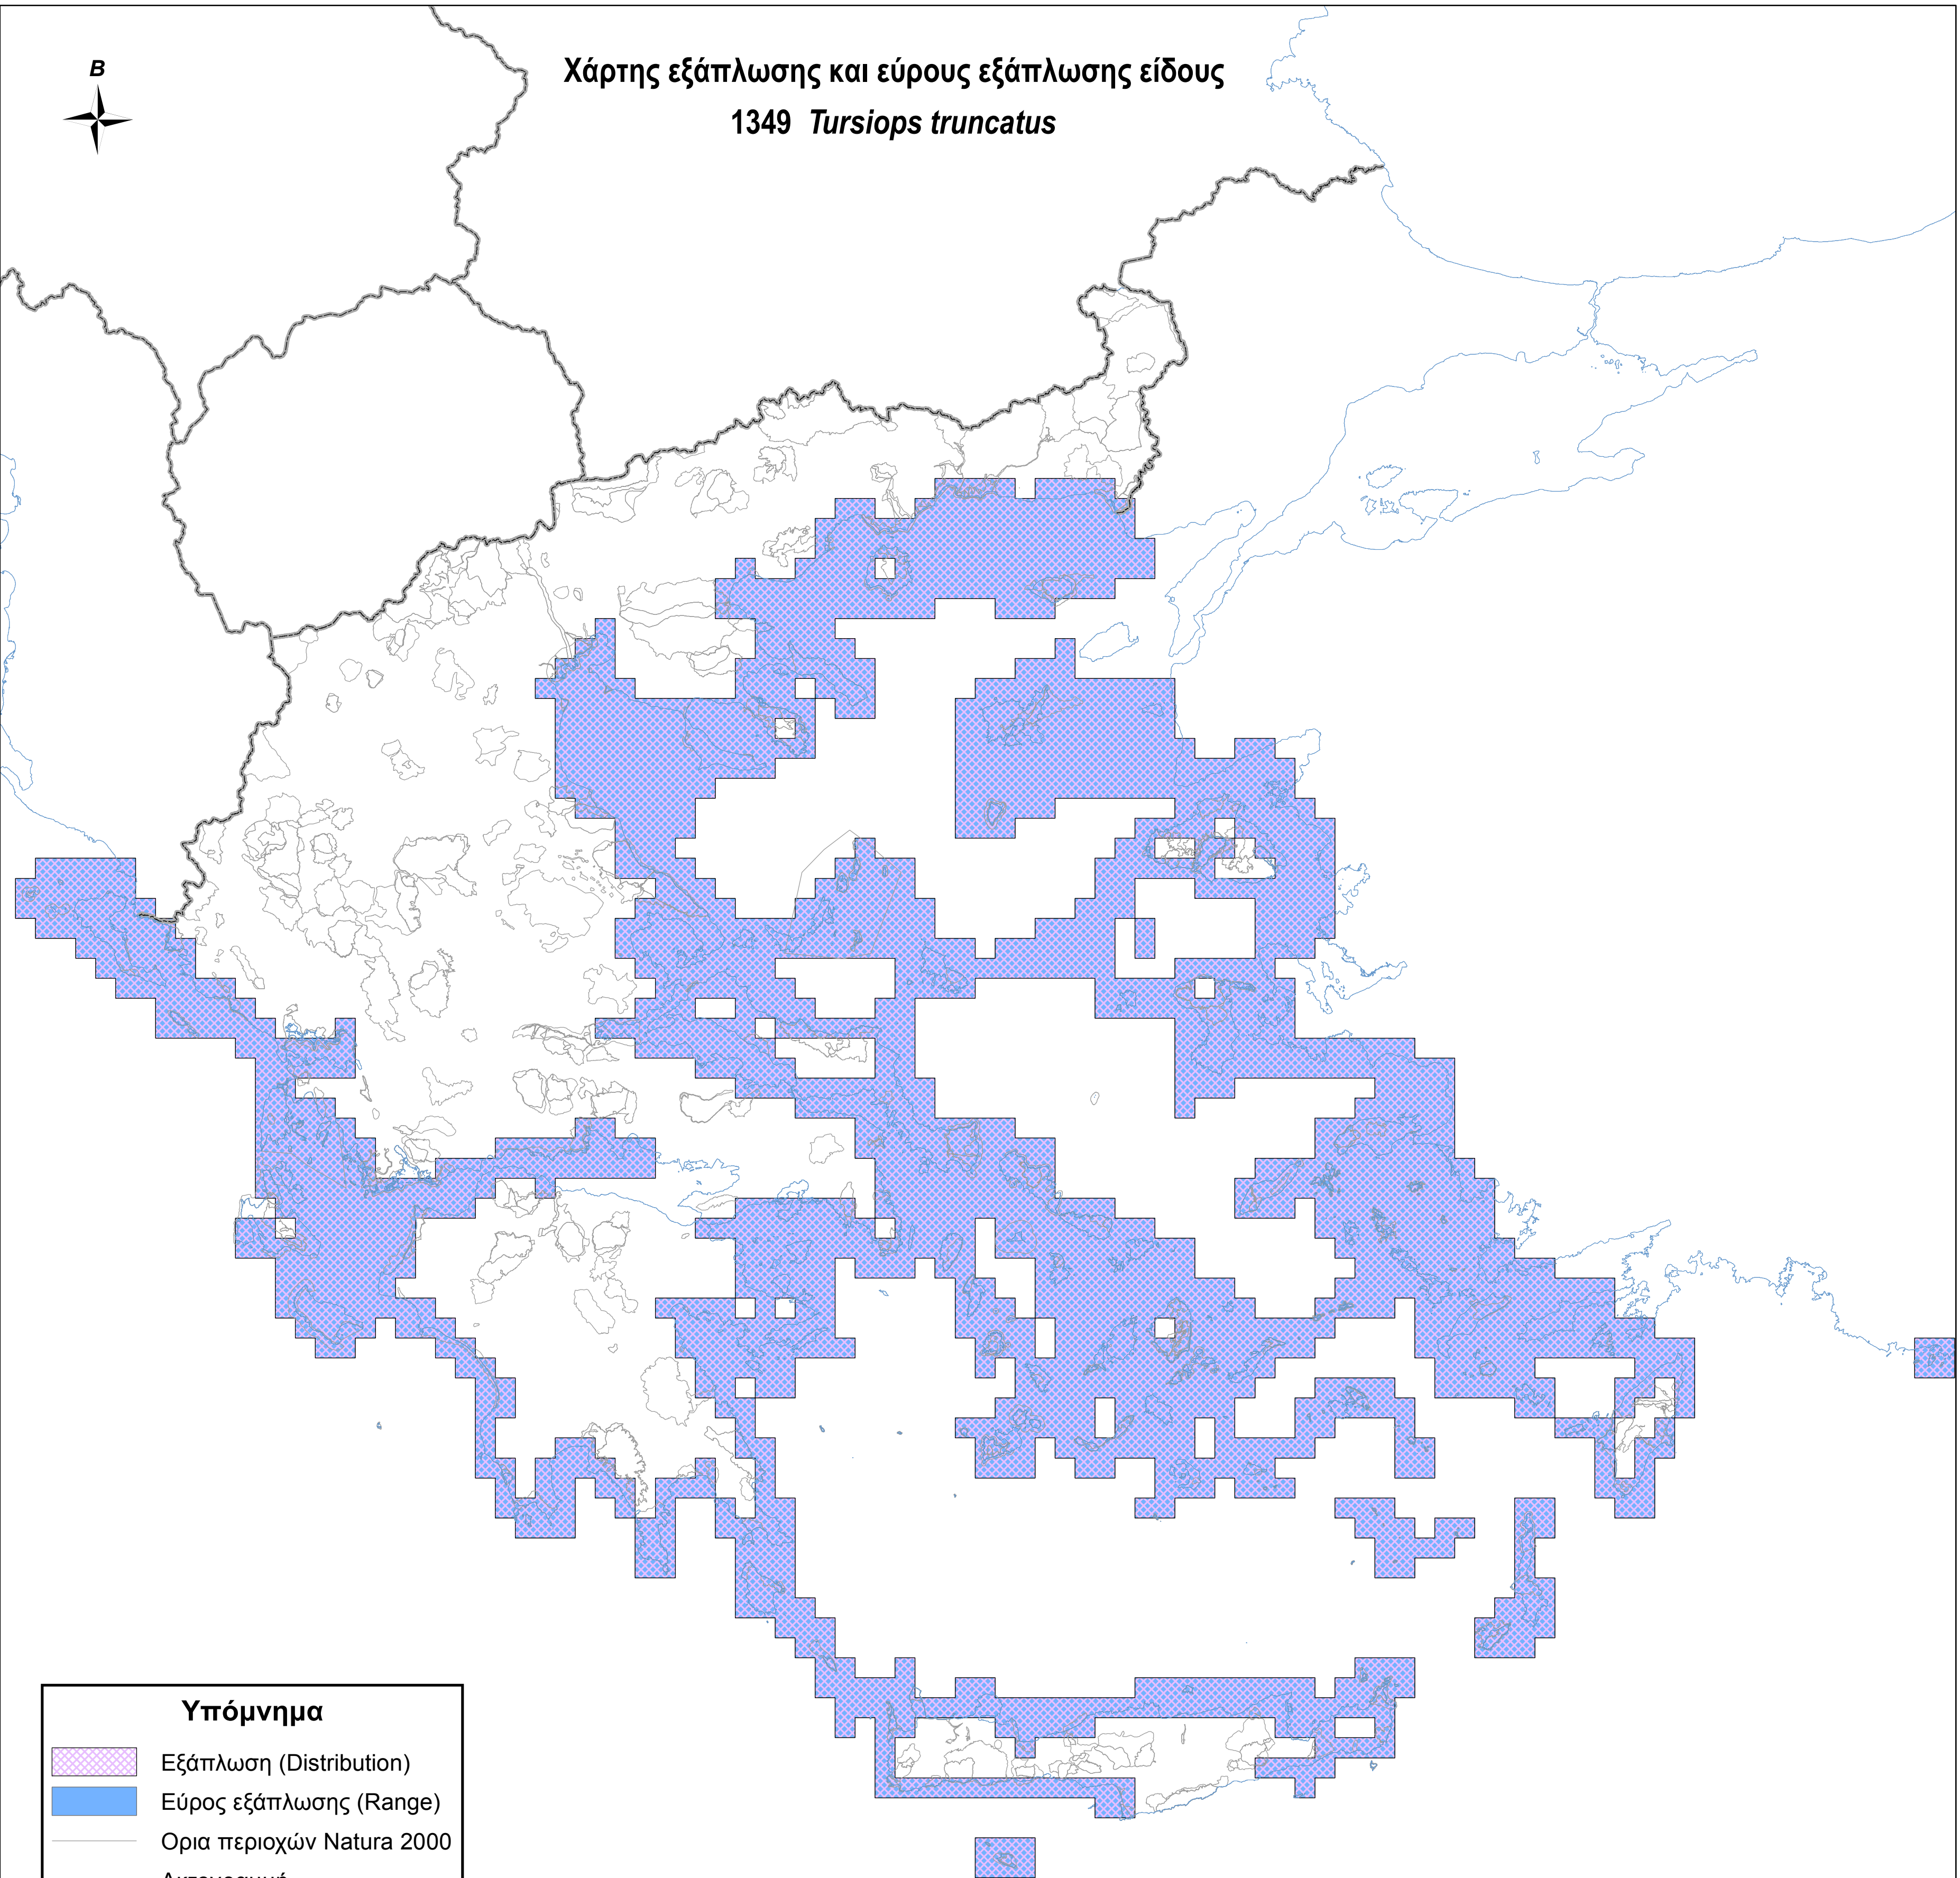 Β
Χάρτης εξάπλωσης και εύρους εξάπλωσης είδους
1349 Tursiops truncatus
Υπόμνημα
Εξάπλωση (Distribution)
Εύρος εξάπλωσης (Range)
Ορια περιοχών Natura 2000